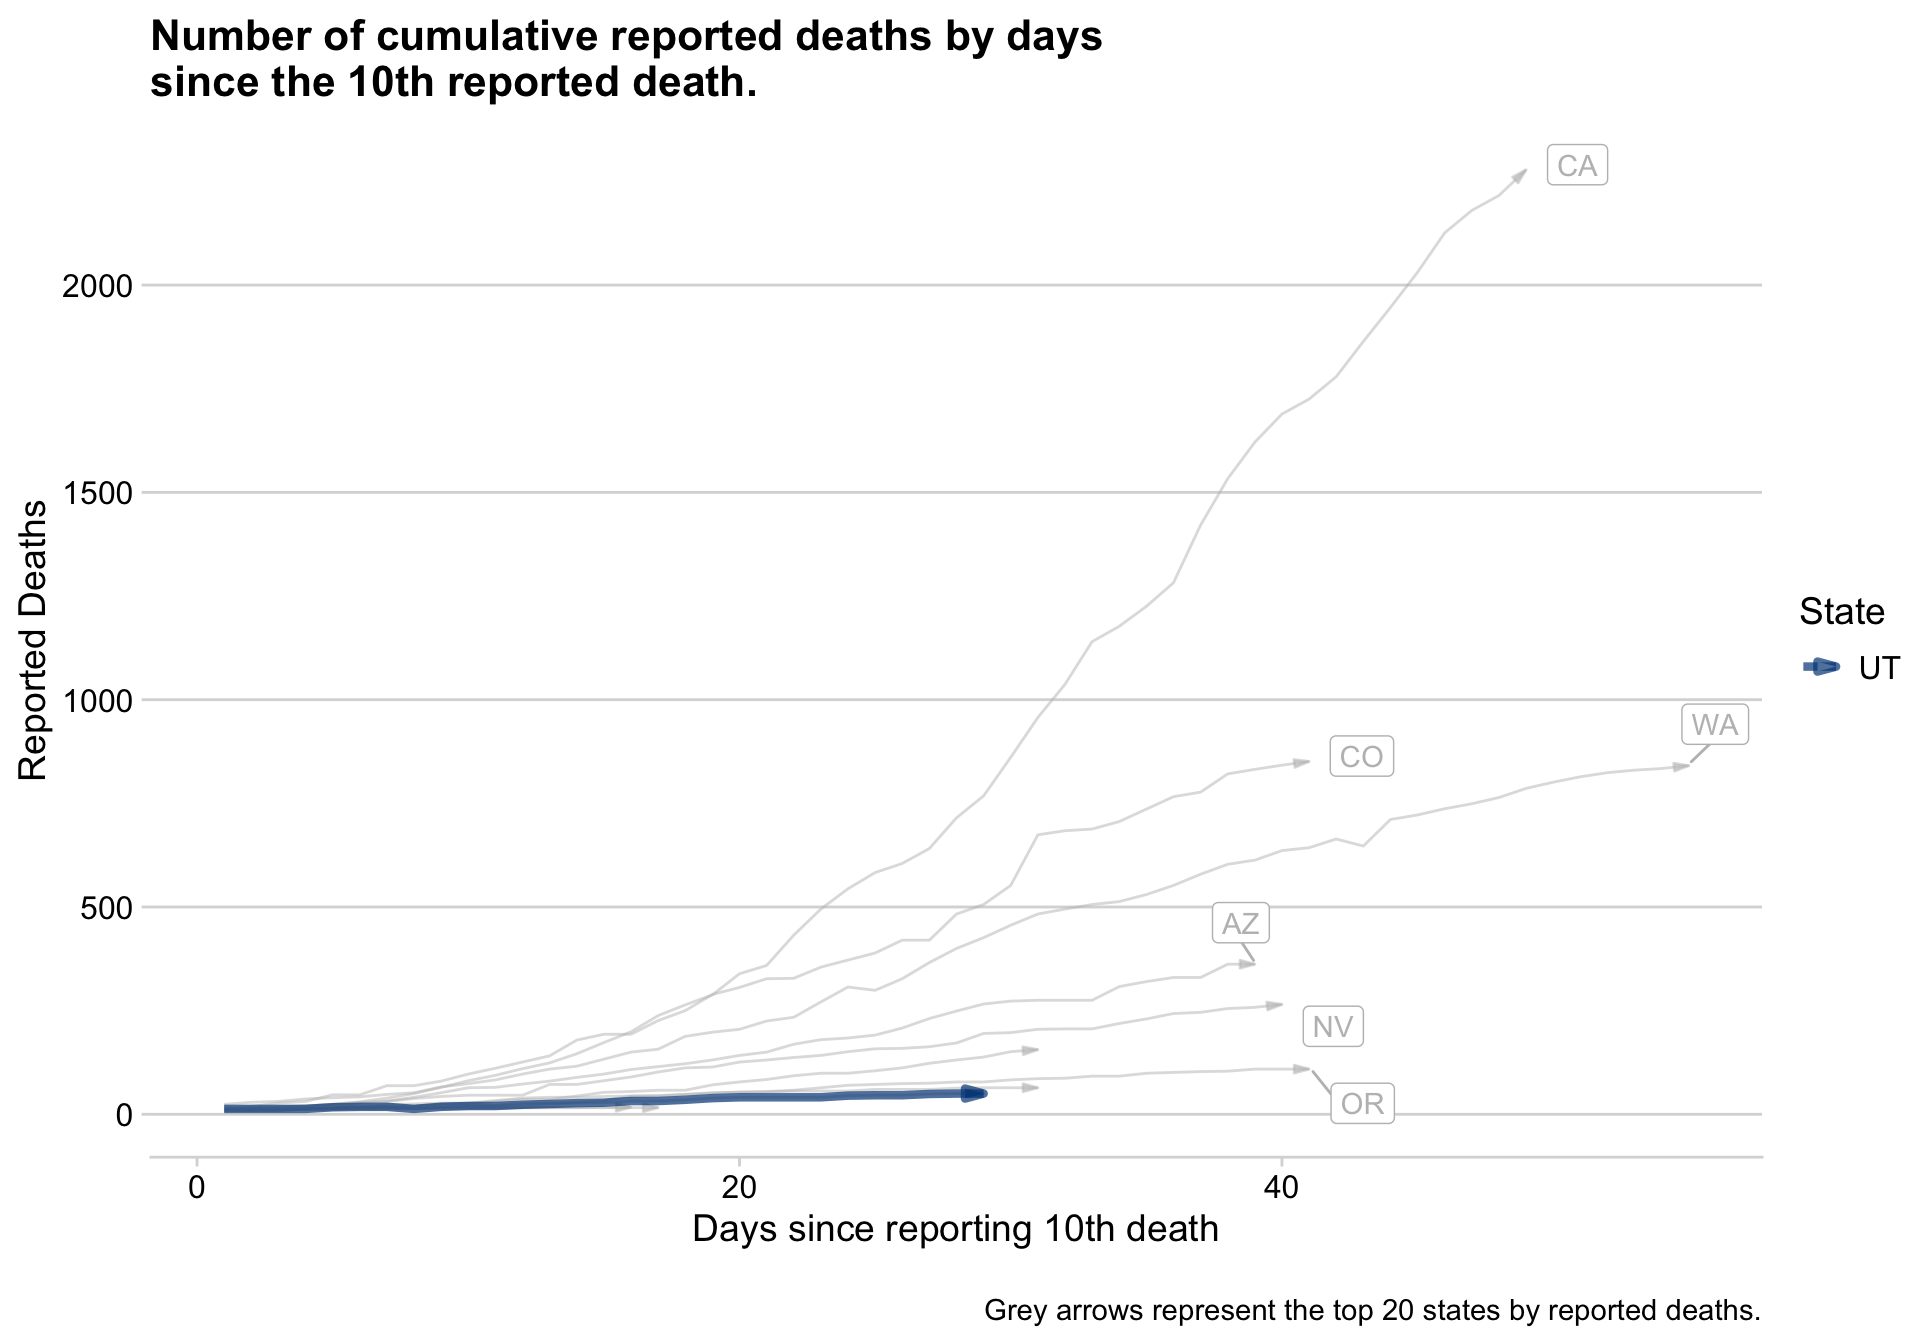 Number of cumulative reported deaths by days
since the 10th reported death.
CA
2000
1500
Reported Deaths
State
UT
1000
WA
CO
500
AZ
NV
OR
0
0 20 40
Days since reporting 10th death
Grey arrows represent the top 20 states by reported deaths.